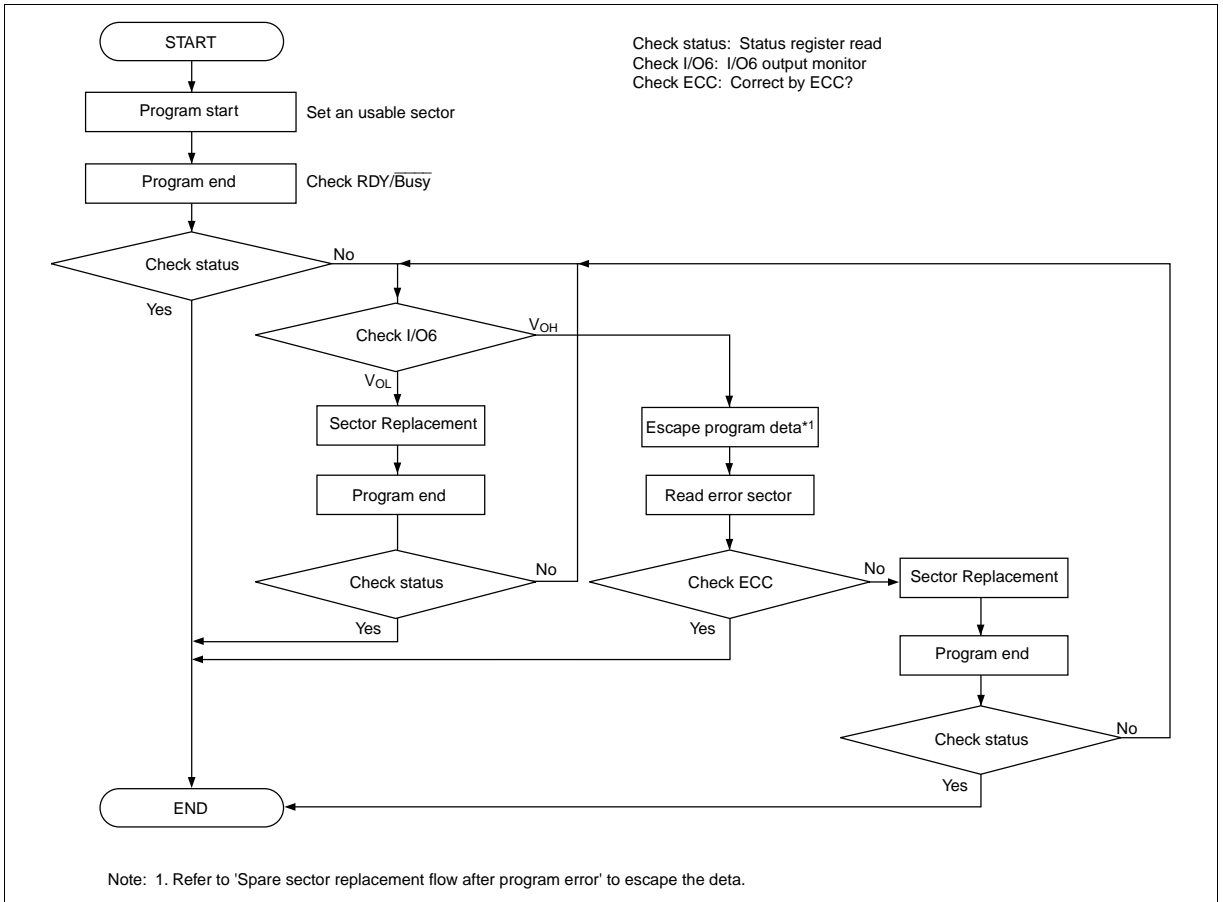 START
Check status: Status register read
Check I/O6: I/O6 output monitor
Check ECC: Correct by ECC?
Program start
Set an usable sector
Program end
Check RDY/Busy
Check status
No
Yes
Check I/O6
VOH
VOL
Sector Replacement
Escape program deta*1
Program end
Read error sector
Check status
No
Yes
Check ECC
No
Yes
Sector Replacement
Program end
Check status
No
Yes
END
Note: 1. Refer to 'Spare sector replacement flow after program error' to escape the deta.